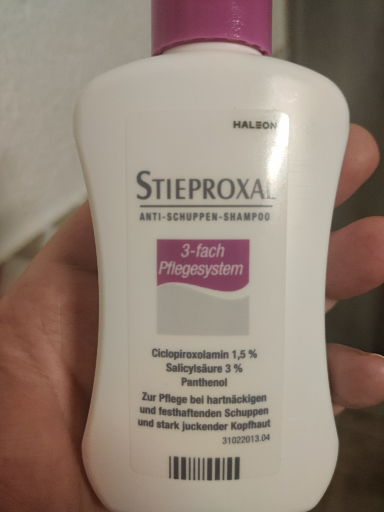 HALEON
STIEPROXAL
ANTI-SCHUPPEN-SHAMPOO
3-fach
Pflegesystem
Ciclopiroxolamin 1,5 %
Salicylsäure 3 %
Panthenol
Zur Pflege bei hartnäckigen
und festhaftenden Schuppen
und stark juckender Kopfhaut
31022013.04